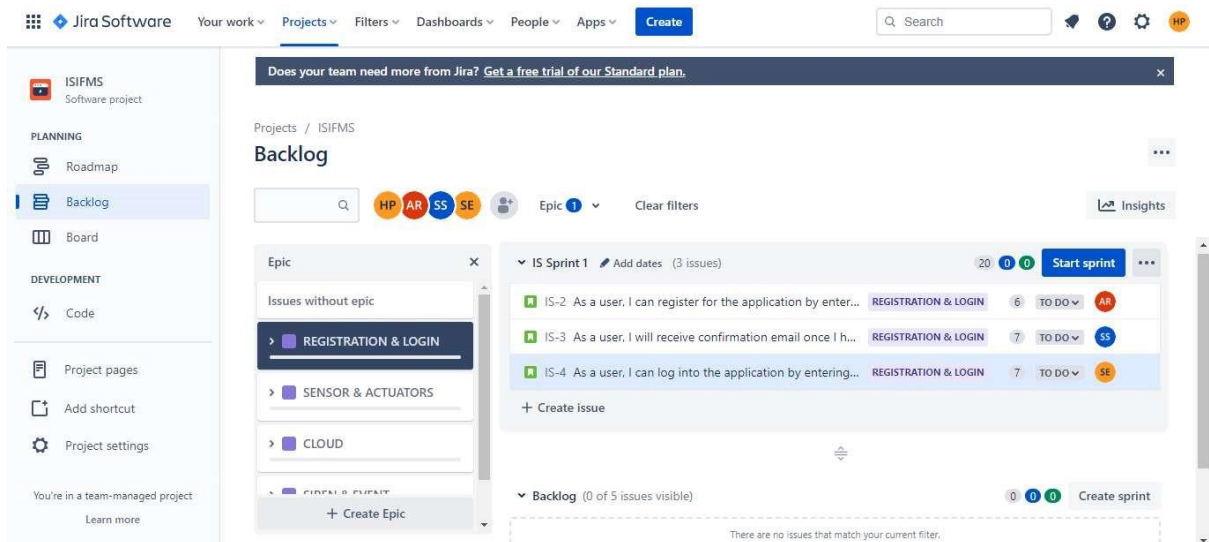 Jira Software Your work Projects Filters Dashboards People Apps Create Search HP
Does your team need more from Jira? Get a free trial of our Standard plan.
ISIFMS
Software project
PLANNING
Roadmap
Backlog
Board
DEVELOPMENT
Code
Project pages
Add shortcut
Project settings
You're in a team-managed project
Learn more
Projects / ISIFMS
Backlog
HP AR SS SE Epic 1 Clear filters Insights
Epic
Issues without epic
REGISTRATION & LOGIN
SENSOR & ACTUATORS
CLOUD
SIREN & EVENT
+ Create Epic
IS Sprint 1 Add dates (3 issues) 20 0 0 Start sprint
IS-2 As a user, I can register for the application by enter... REGISTRATION & LOGIN 6 TO DO AR
IS-3 As a user, I will receive confirmation email once I h... REGISTRATION & LOGIN 7 TO DO SS
IS-4 As a user, I can log into the application by entering... REGISTRATION & LOGIN 7 TO DO SE
+ Create issue
Backlog (0 of 5 issues visible) 0 0 0 Create sprint
There are no issues that match your current filter.